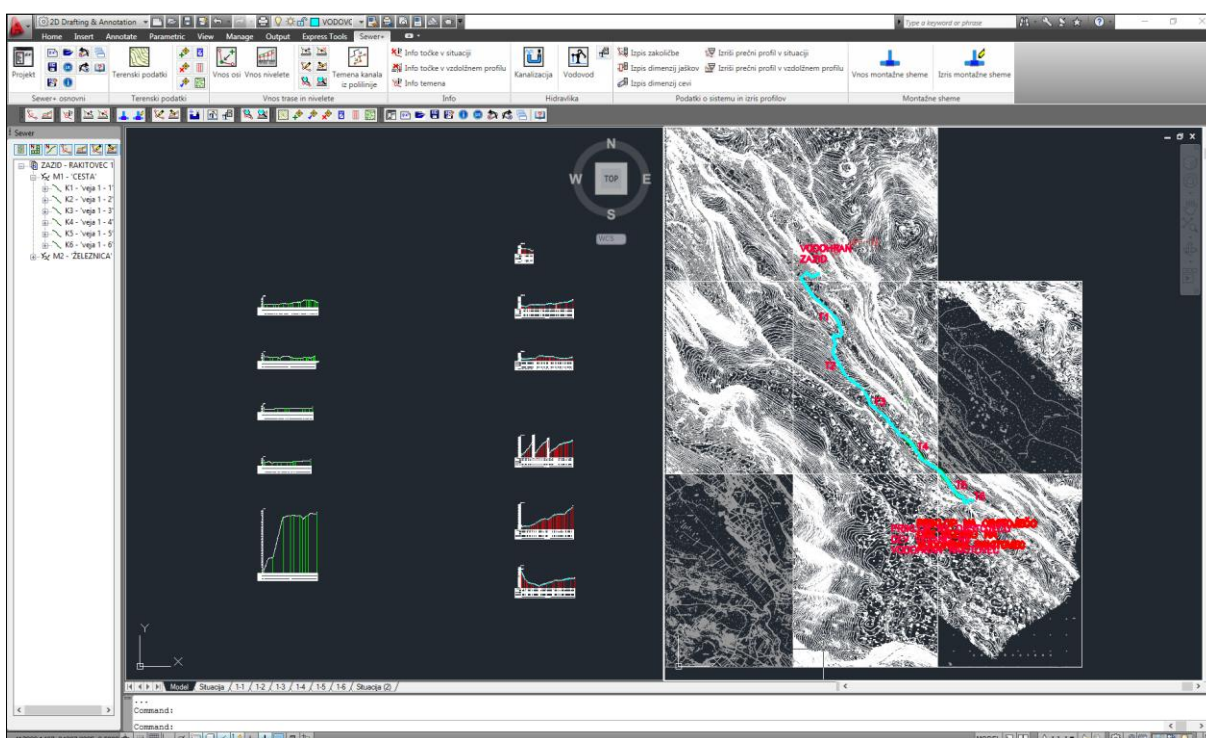 2D Drafting & Annotation
VODOVC
Type a keyword or phrase
Home Insert Annotate Parametric View Manage Output Express Tools Sewer+
Projekt
Terenski podatki
Vnos osi Vnos nivelete
Temena kanala iz polilinije
Info točke v situaciji
Info točke v vzdolžnem profilu
Info temena
Kanalizacija Vodovod
Izpis zakoličbe
Izpis dimenzij jaškov
Izpis dimenzij cevi
Izriši prečni profil v situaciji
Izriši prečni profil v vzdolžnem profilu
Vnos montažne sheme Izris montažne sheme
Sewer+ osnovni Terenski podatki Vnos trase in nivelete Info Hidravlika Podatki o sistemu in izris profilov Montažne sheme
Sewer
ZAZID - RAKITOVEC 1
M1 - 'CESTA'
K1 - 'veja 1 - 1'
K2 - 'veja 1 - 2'
K3 - 'veja 1 - 3'
K4 - 'veja 1 - 4'
K5 - 'veja 1 - 5'
K6 - 'veja 1 - 6'
M2 - 'ŽELEZNICA'
N
W TOP E
S
WCS
VODOHRAN
ZAZID
T1
T2
T3
T4
T5
T6
Y
X
Model Situacija 1-1 1-2 1-3 1-4 1-5 1-6 Situacija (2)
...
Command:
Command:
MODEL